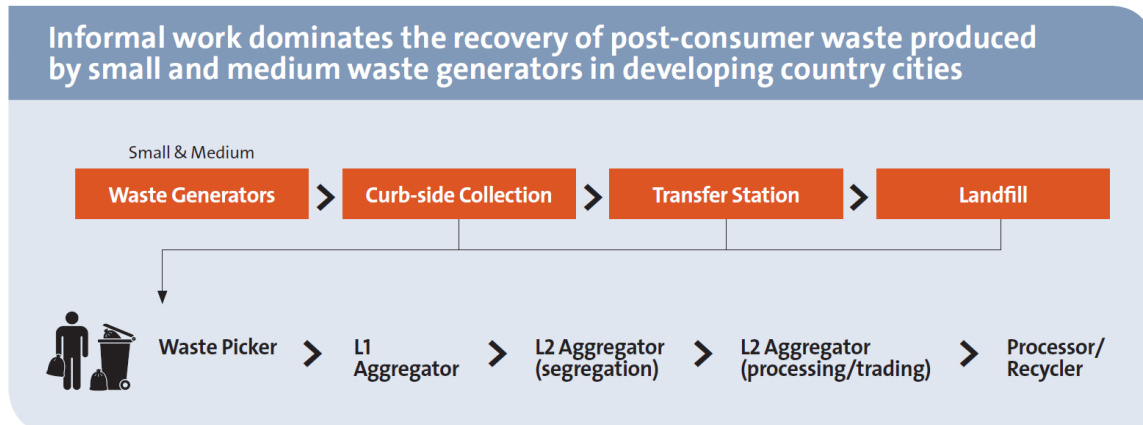 Informal work dominates the recovery of post-consumer waste produced
by small and medium waste generators in developing country cities
Small & Medium
Waste Generators
Curb-side Collection
Transfer Station
Landfill
Waste Picker
L1
Aggregator
L2 Aggregator
(segregation)
L2 Aggregator
(processing/trading)
Processor/
Recycler